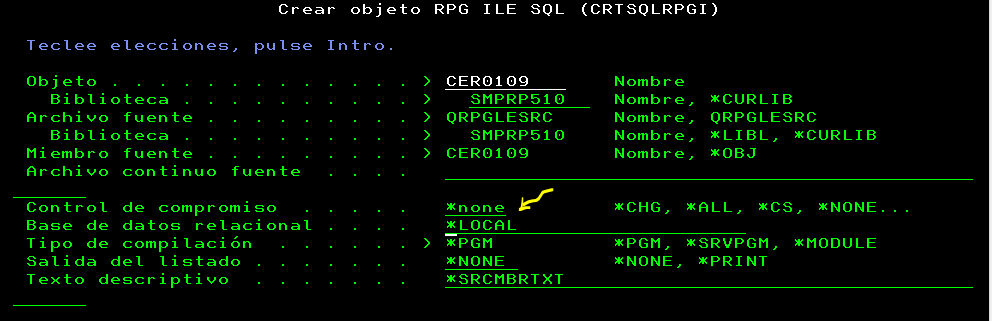 Crear objeto RPG ILE SQL (CRTSQLRPGI)
Teclee elecciones, pulse Intro.
Objeto . . . . . . . . . . . . . > CER0109 Nombre
Biblioteca . . . . . . . . . . > SMPRP510 Nombre, *CURLIB
Archivo fuente . . . . . . . . . > QRPGLESRC Nombre, QRPGLESRC
Biblioteca . . . . . . . . . . > SMPRP510 Nombre, *LIBL, *CURLIB
Miembro fuente . . . . . . . . . > CER0109 Nombre, *OBJ
Archivo continuo fuente . . . .
Control de compromiso . . . . . *none *CHG, *ALL, *CS, *NONE...
Base de datos relacional . . . . *LOCAL
Tipo de compilación . . . . . . > *PGM *PGM, *SRVPGM, *MODULE
Salida del listado . . . . . . . *NONE *NONE, *PRINT
Texto descriptivo . . . . . . . *SRCMBRTXT